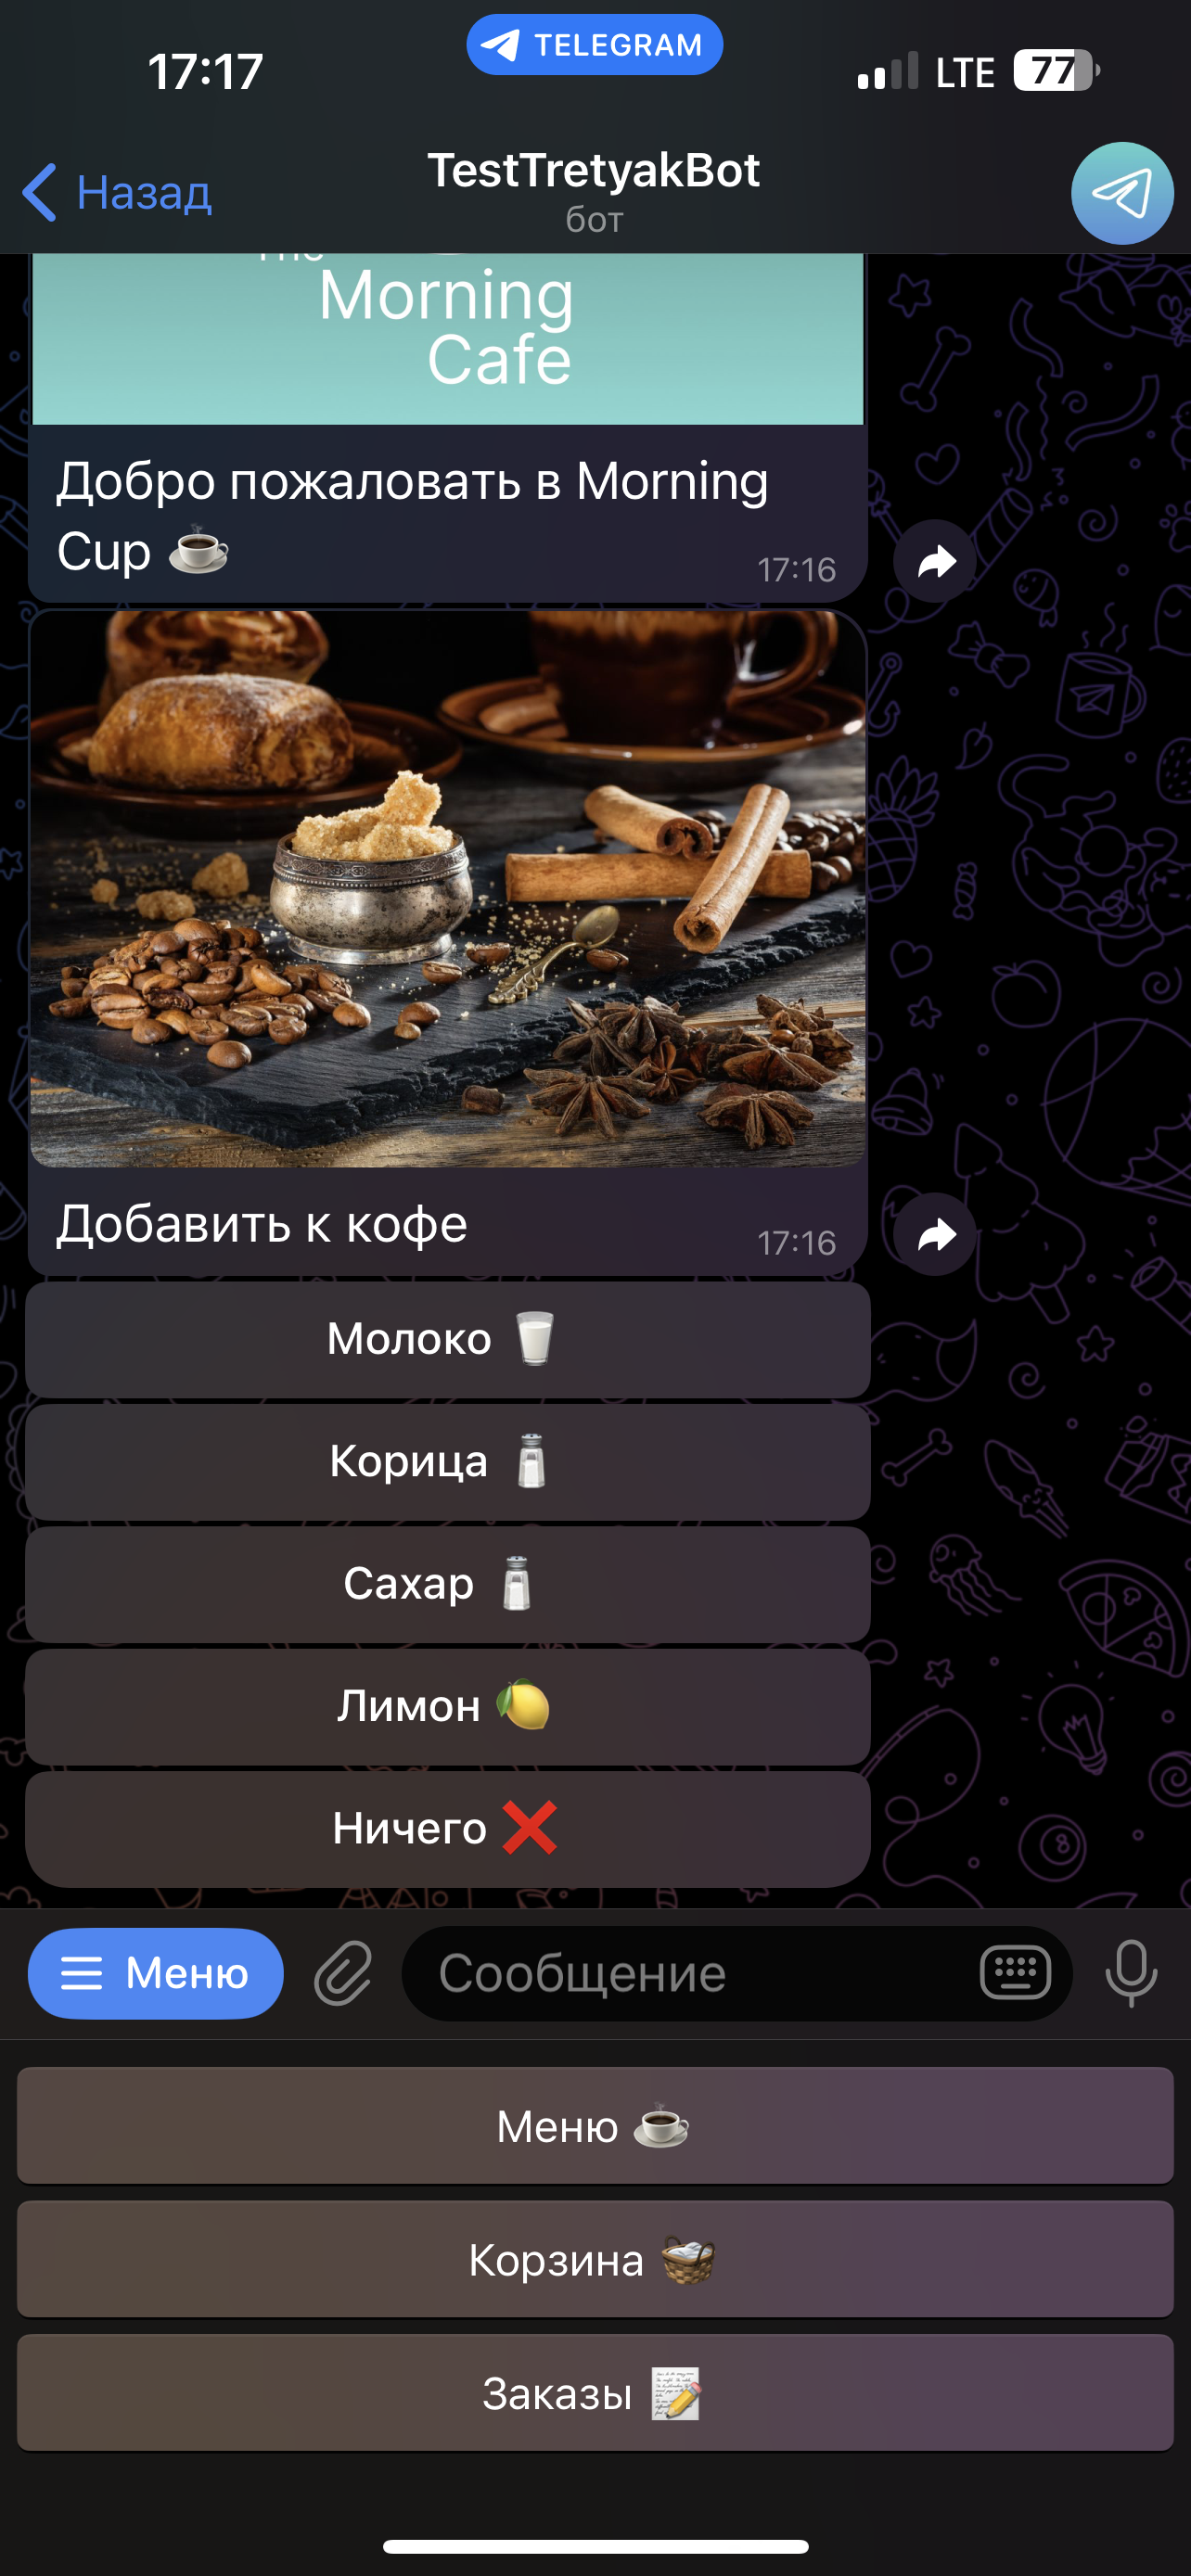 17:17
TELEGRAM
LTE
77
Назад
TestTretyakBot
бот
Morning
Cafe
Добро пожаловать в Morning
Cup ☕
17:16
Добавить к кофе
17:16
Молоко 🥛
Корица 🧂
Сахар 🧂
Лимон 🍋
Ничего ❌
Меню
Сообщение
Меню ☕
Корзина 🧺
Заказы 📝